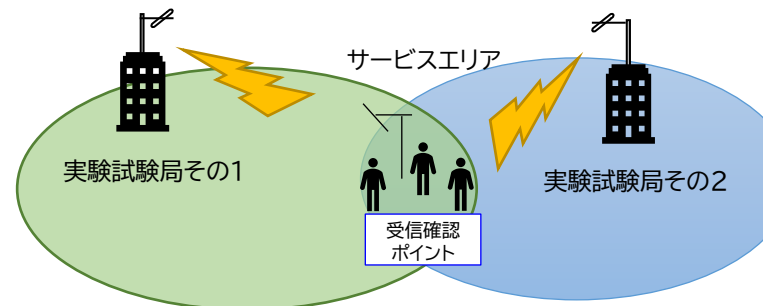 サービスエリア
実験試験局その1
実験試験局その2
受信確認
ポイント